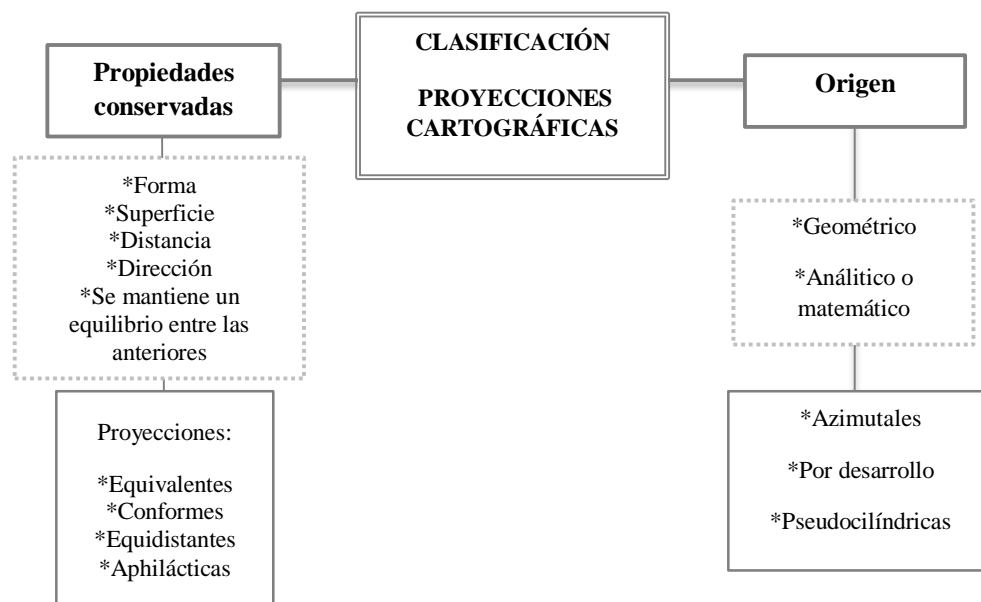 CLASIFICACIÓN
PROYECCIONES
CARTOGRÁFICAS
Propiedades
conservadas
*Forma
*Superficie
*Distancia
*Dirección
*Se mantiene un
equilibrio entre las
anteriores
Proyecciones:
*Equivalentes
*Conformes
*Equidistantes
*Aphilácticas
Origen
*Geométrico
*Análitico o
matemático
*Azimutales
*Por desarrollo
*Pseudocilíndricas